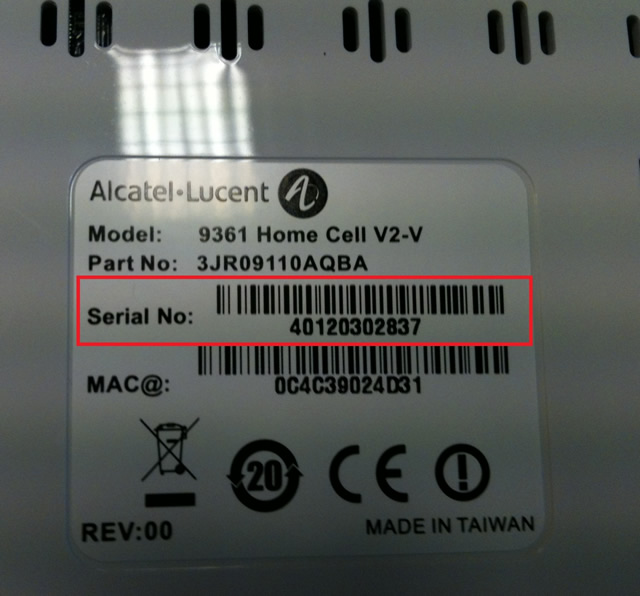 Alcatel•Lucent
Model: 9361 Home Cell V2-V
Part No: 3JR09110AQBA
Serial No: 40120302837
MAC@: 0C4C39024D31
20
CE
REV:00
MADE IN TAIWAN